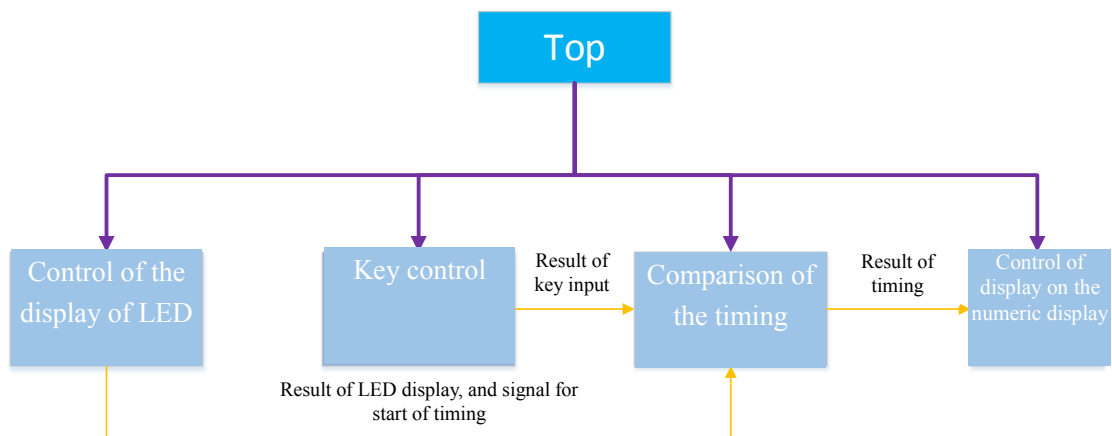 Top
Control of the
display of LED
Key control
Result of
key input
Comparison of
the timing
Result of
timing
Control of
display on the
numeric display
Result of LED display, and signal for
start of timing